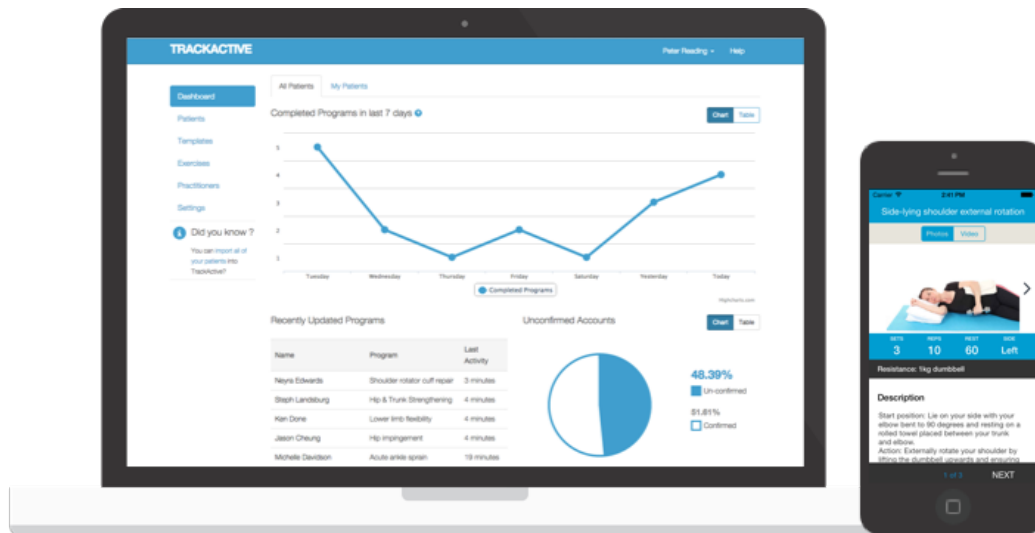 TRACKACTIVE
Peter Reading
Help
Dashboard
Patients
Templates
Exercises
Practitioners
Settings
Did you know ?
You can import all of
your patients into
TrackActive?
All Patients
My Patients
Completed Programs in last 7 days
Chart
Table
5
4
3
2
1
Tuesday
Wednesday
Thursday
Friday
Saturday
Yesterday
Today
Completed Programs
Highcharts.com
Recently Updated Programs
Name
Program
Last
Activity
Neyra Edwards
Shoulder rotator cuff repair
3 minutes
Steph Landsburg
Hip & Trunk Strengthening
4 minutes
Ken Done
Lower limb flexibility
4 minutes
Jason Cheung
Hip impingement
4 minutes
Michelle Davidson
Acute ankle sprain
19 minutes
Unconfirmed Accounts
Chart
Table
48.39%
Un-confirmed
51.61%
Confirmed
Carrier
2:41 PM
Side-lying shoulder external rotation
Photos
Video
SETS
REPS
REST
SIDE
3
10
60
Left
Resistance: 1kg dumbbell
Description
Start position: Lie on your side with your
elbow bent to 90 degrees and resting on a
rolled towel placed between your trunk
and elbow.
Action: Externally rotate your shoulder by
lifting the dumbbell upwards and ensuring
1 of 2
NEXT